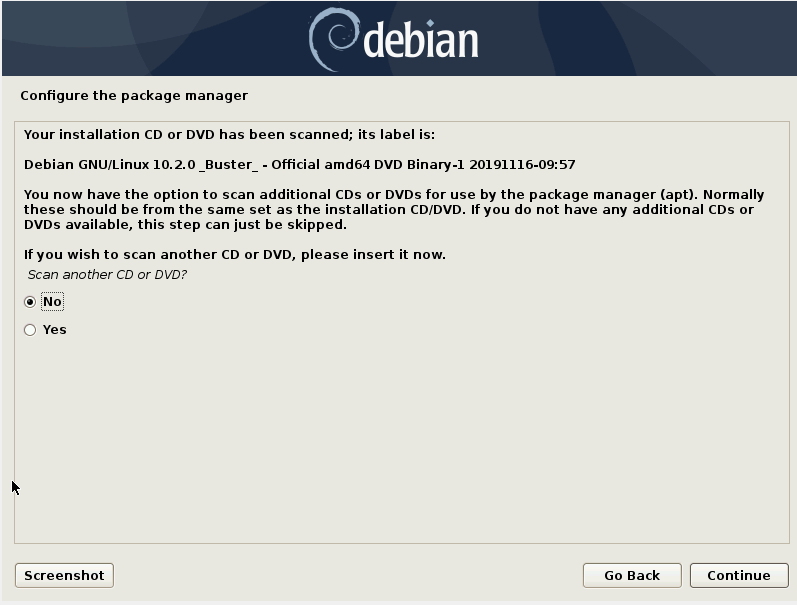 debian
Configure the package manager
Your installation CD or DVD has been scanned; its label is:
Debian GNU/Linux 10.2.0 _Buster_ - Official amd64 DVD Binary-1 20191116-09:57
You now have the option to scan additional CDs or DVDs for use by the package manager (apt). Normally
these should be from the same set as the installation CD/DVD. If you do not have any additional CDs or
DVDs available, this step can just be skipped.
If you wish to scan another CD or DVD, please insert it now.
Scan another CD or DVD?
No
Yes
Screenshot
Go Back
Continue